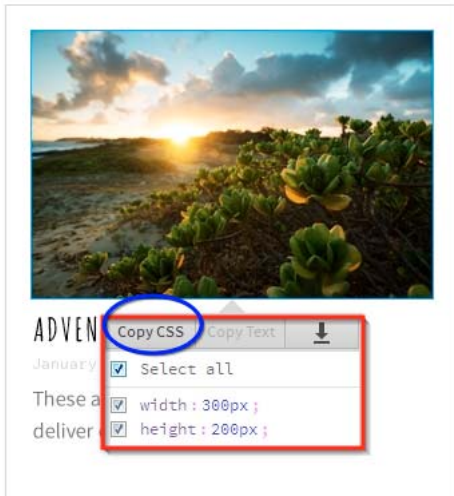 ADVEN
Copy CSS Copy Text
January
Select all
These a
width:300px;
deliver
height:200px;